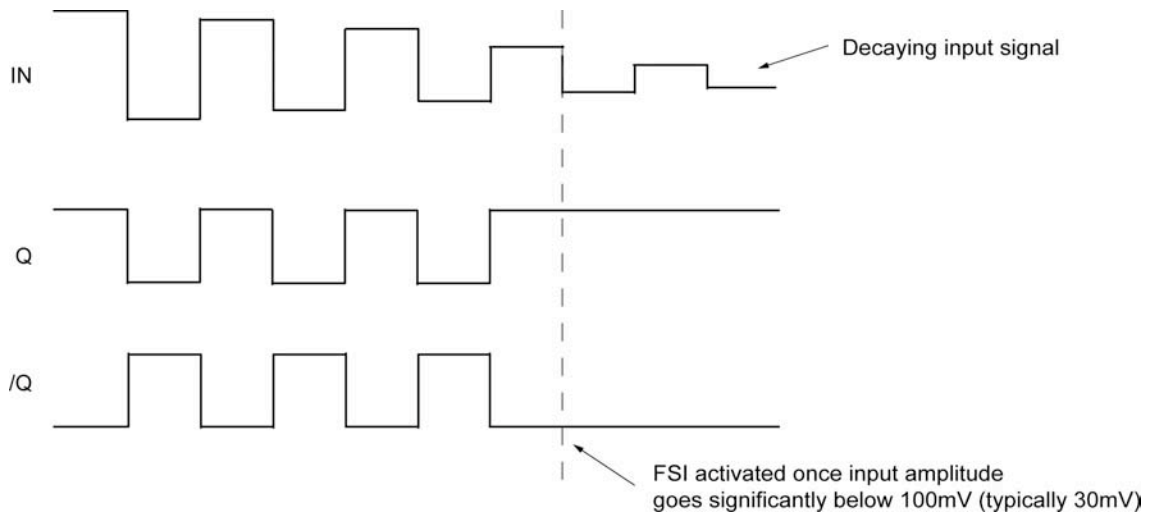 IN
Decaying input signal
Q
/Q
FSI activated once input amplitude
goes significantly below 100mV (typically 30mV)